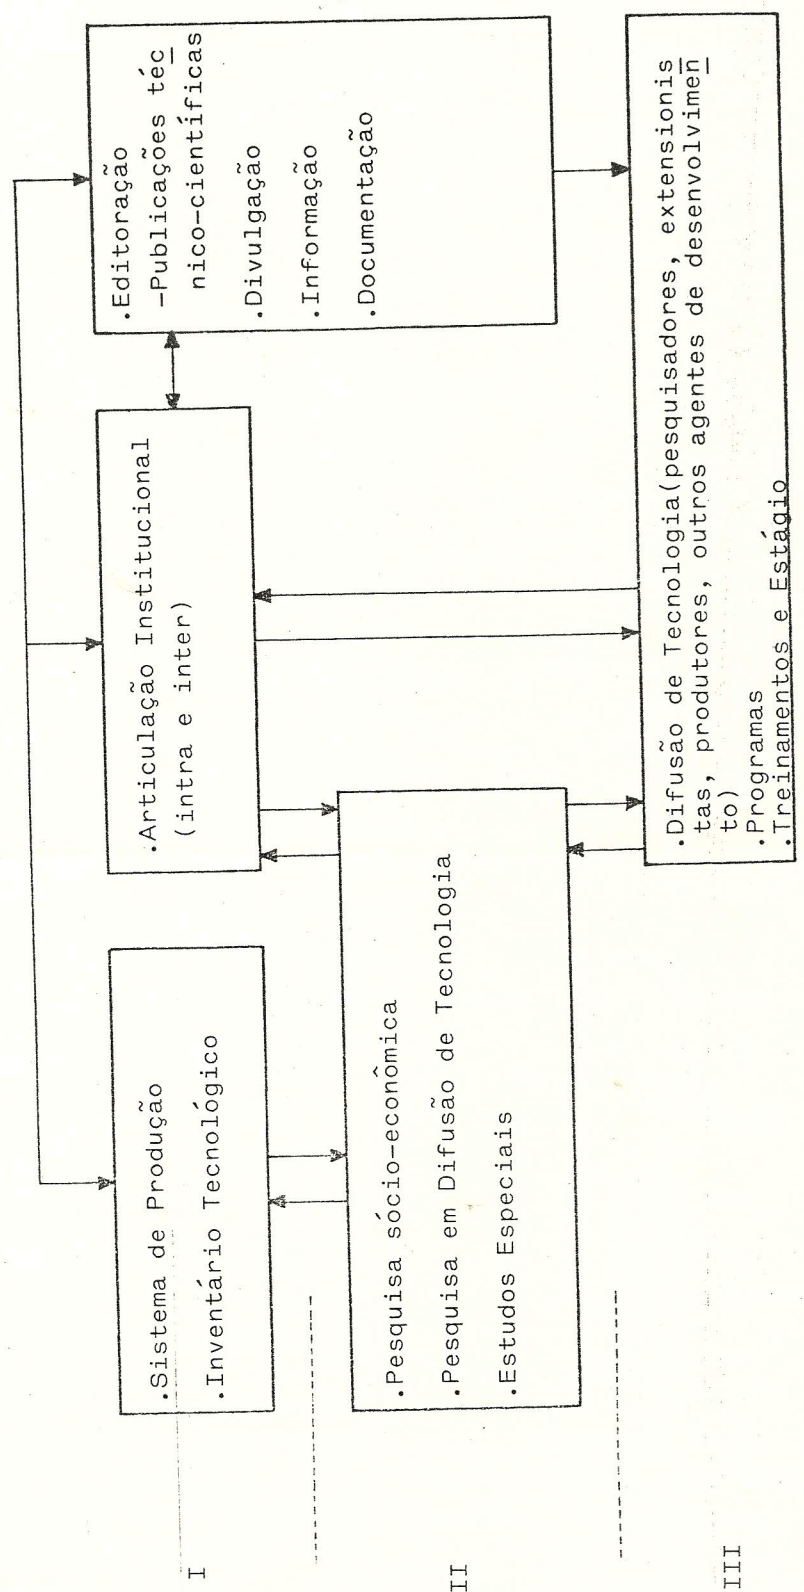 I
.Sistema de Produção
.Inventário Tecnológico
.Articulação Institucional
(intra e inter)
.Editoração
-Publicações téc
nico-científicas
.Divulgação
.Informação
.Documentação
II
.Pesquisa sócio-econômica
.Pesquisa em Difusão de Tecnologia
.Estudos Especiais
III
.Difusão de Tecnologia(pesquisadores, extensionis
tas, produtores, outros agentes de desenvolvimen
to)
.Programas
.Treinamentos e Estágio